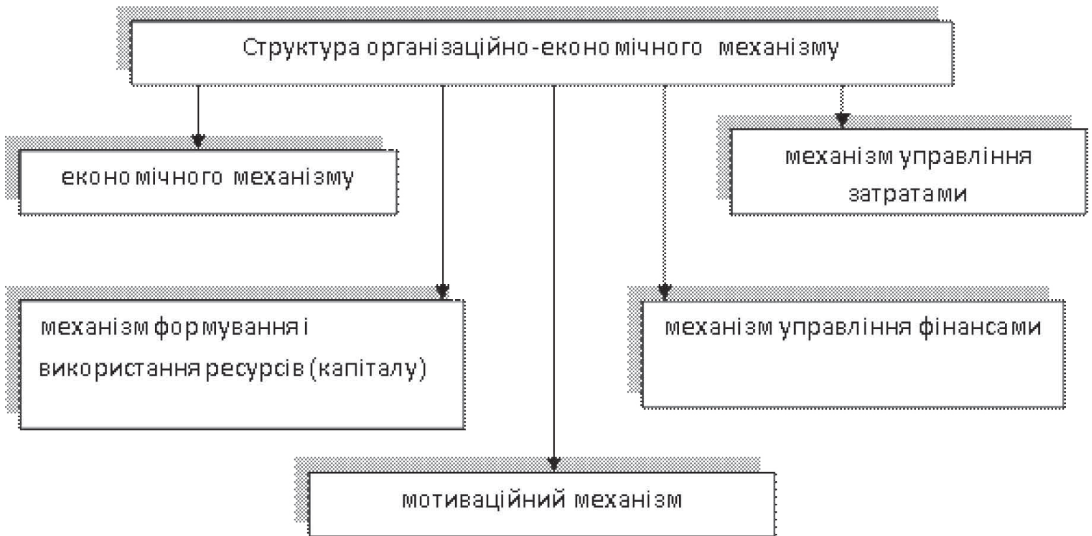 Структура організаційно-економічного механізму
економічного механізму
механізм управління
затратами
механізм формування і
використання ресурсів (капіталу)
механізм управління фінансами
мотиваційний механізм